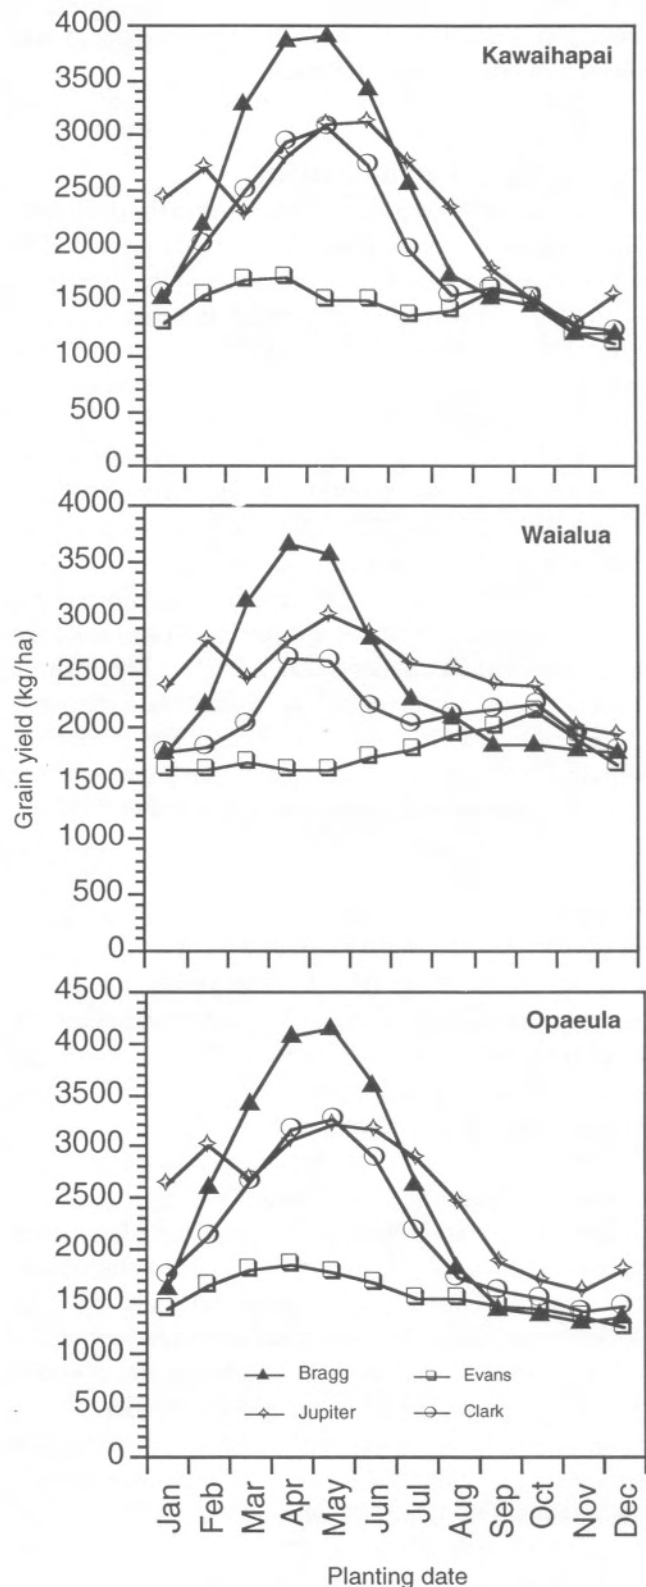 Kawaihapai
4000
3500
3000
2500
2000
1500
1000
500
0
Waialua
4000
3500
3000
2500
2000
1500
1000
500
0
Grain yield (kg/ha)
Opaeula
4500
4000
3500
3000
2500
2000
1500
1000
500
0
Bragg
Evans
Jupiter
Clark
Jan
Feb
Mar
Apr
May
Jun
Jul
Aug
Sep
Oct
Nov
Dec
Planting date